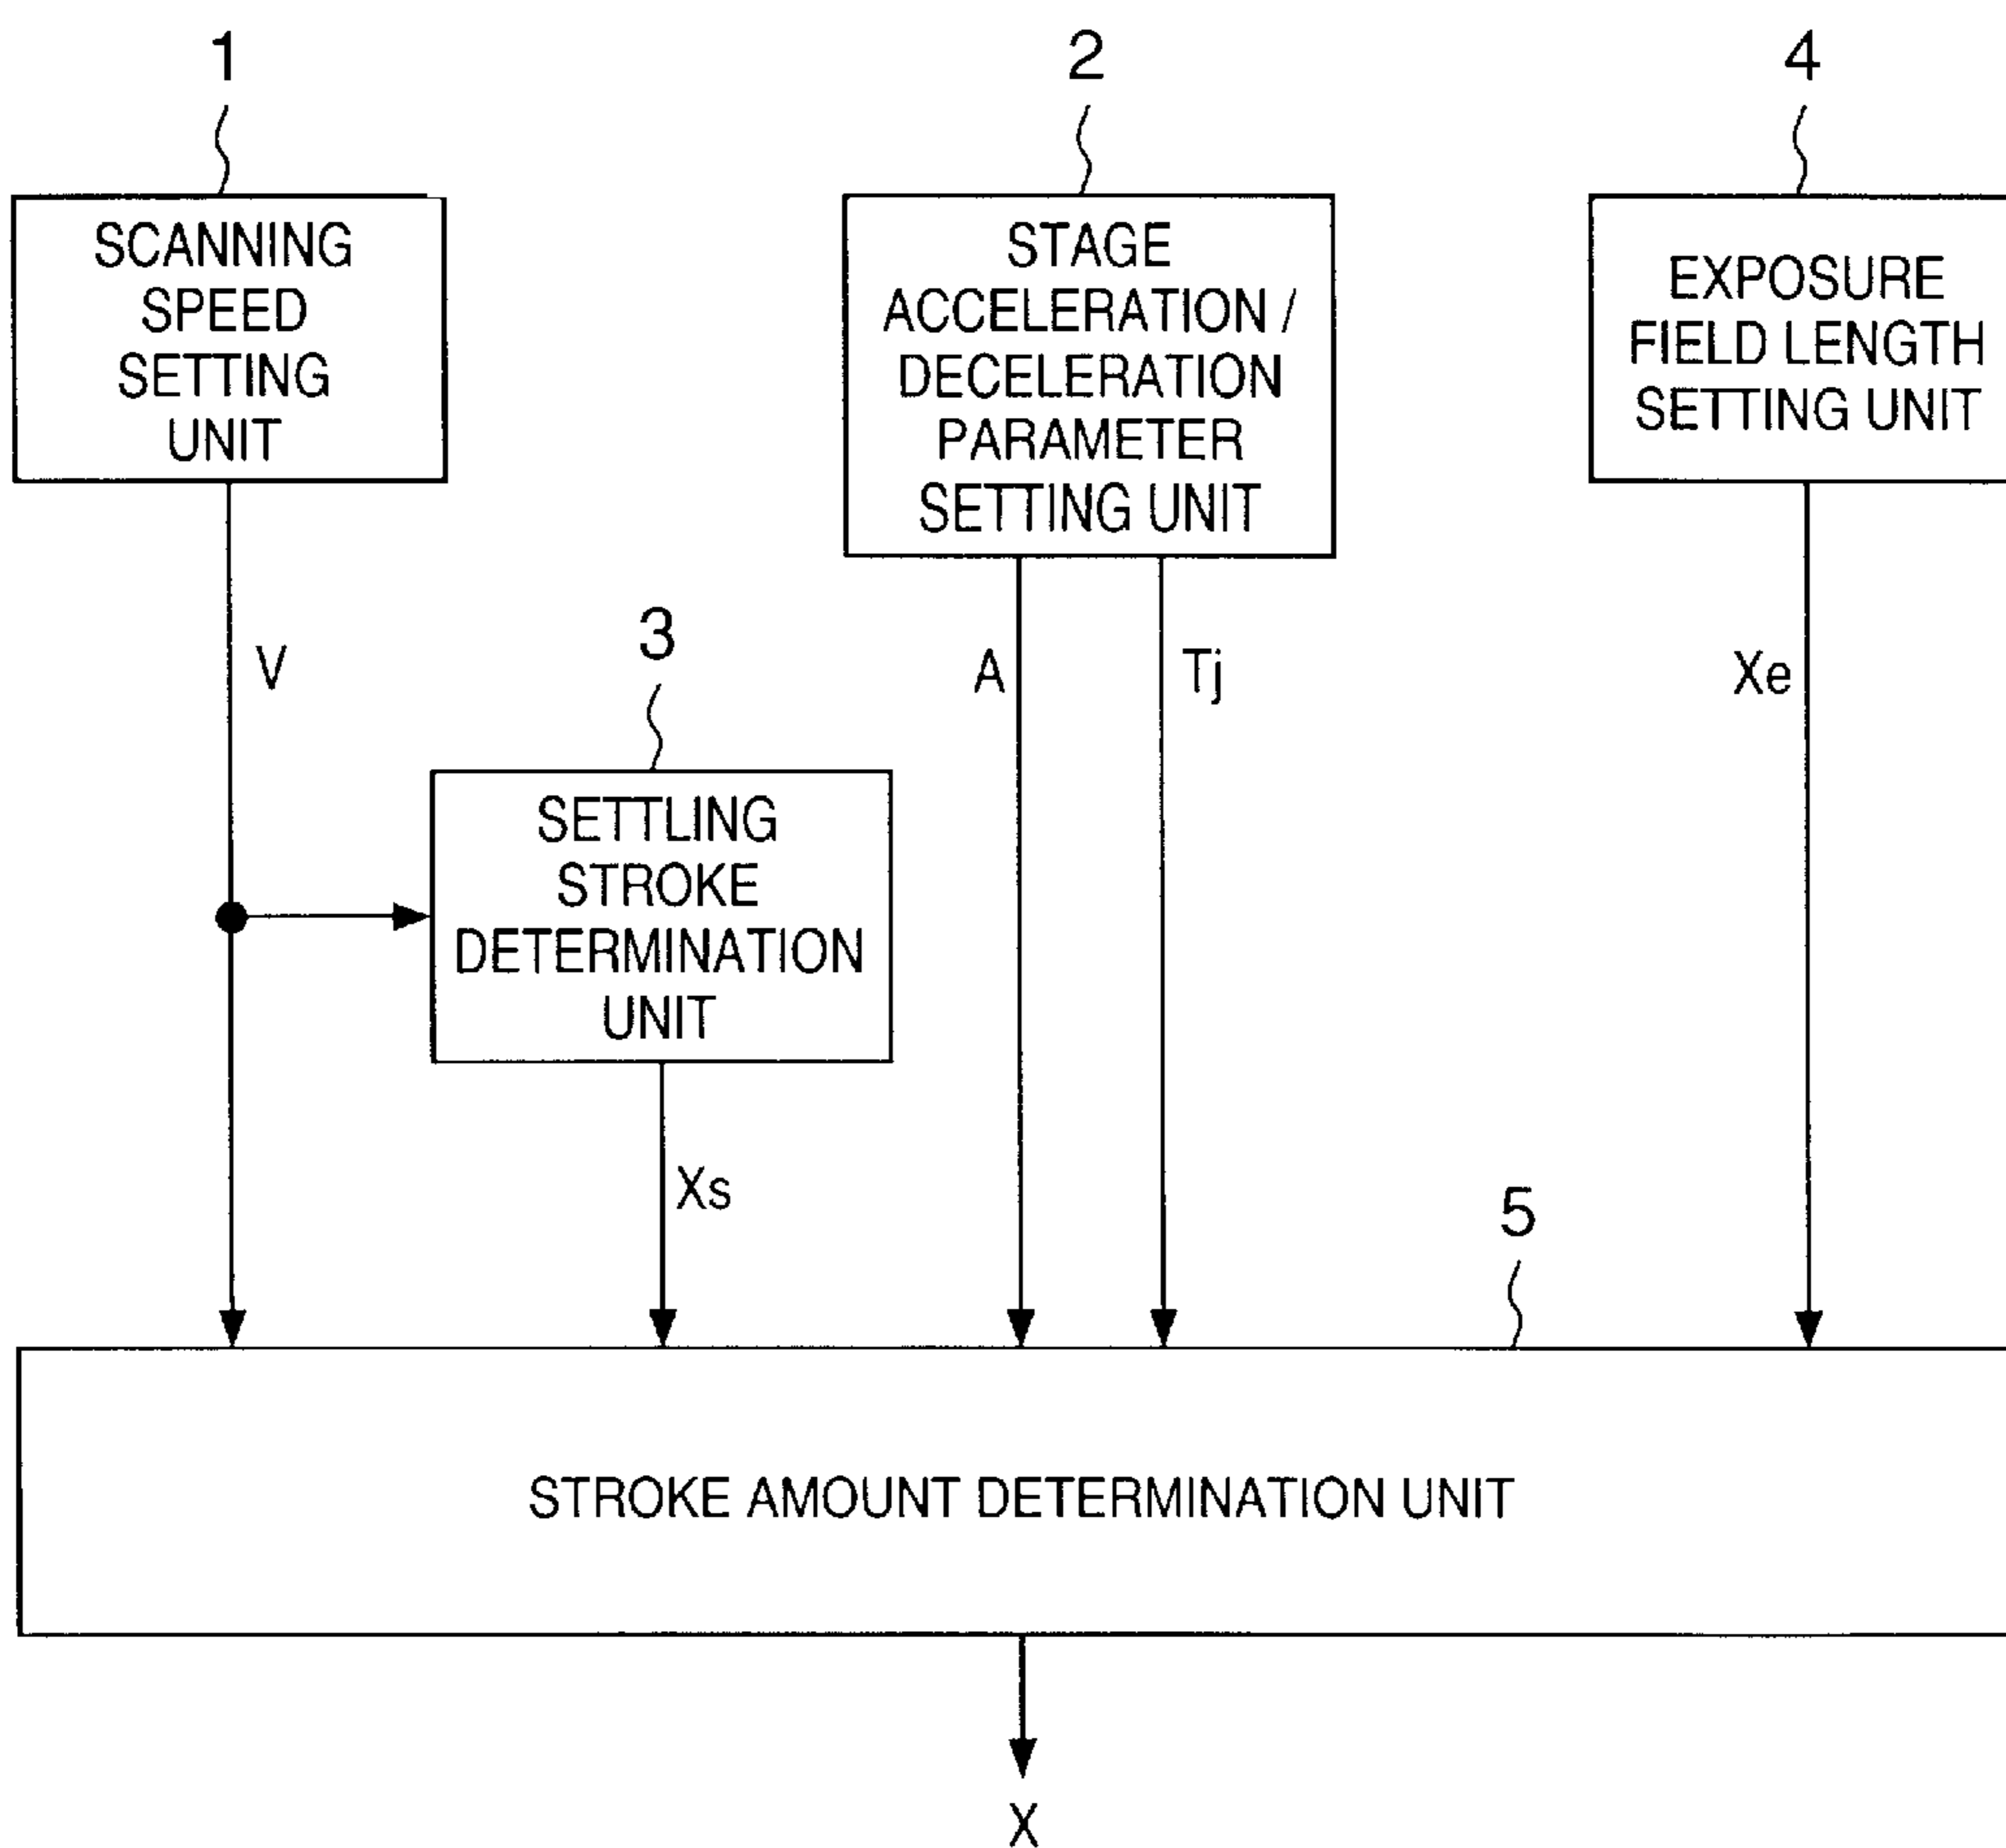 1
2
4
SCANNING
SPEED
SETTING
UNIT
STAGE
ACCELERATION /
DECELERATION
PARAMETER
SETTING UNIT
EXPOSURE
FIELD LENGTH
SETTING UNIT
V
3
A
Tj
Xe
SETTLING
STROKE
DETERMINATION
UNIT
Xs
5
STROKE AMOUNT DETERMINATION UNIT
X